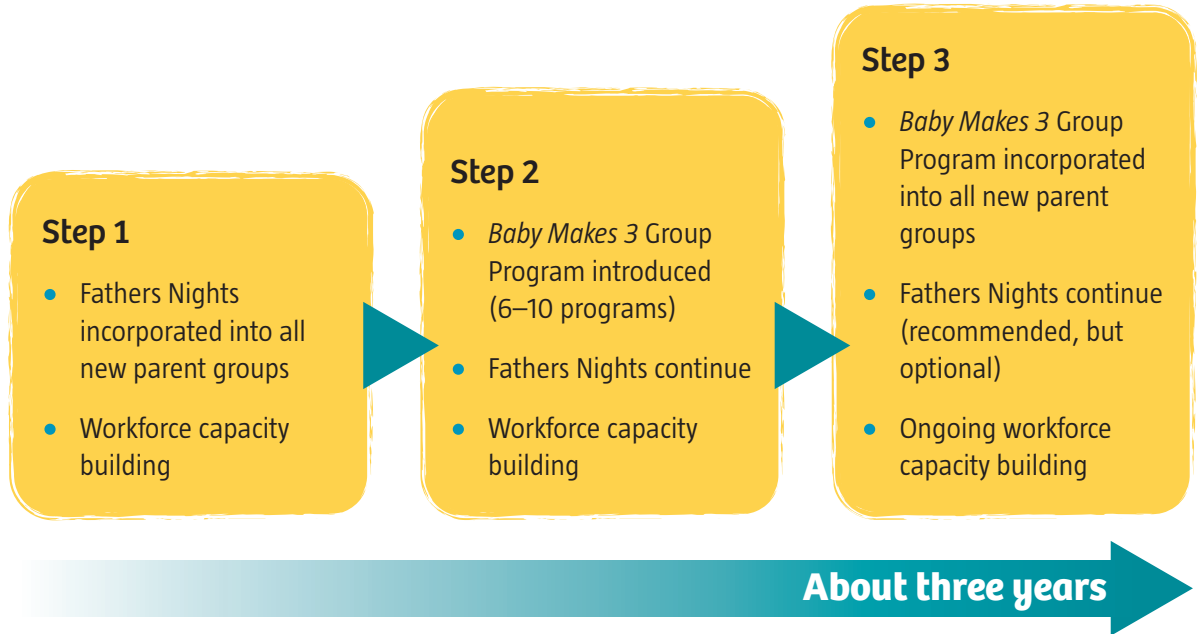 Step 1
• Fathers Nights
incorporated into all
new parent groups
• Workforce capacity
building
Step 2
• Baby Makes 3 Group
Program introduced
(6–10 programs)
• Fathers Nights continue
• Workforce capacity
building
Step 3
• Baby Makes 3 Group
Program incorporated
into all new parent
groups
• Fathers Nights continue
(recommended, but
optional)
• Ongoing workforce
capacity building
About three years